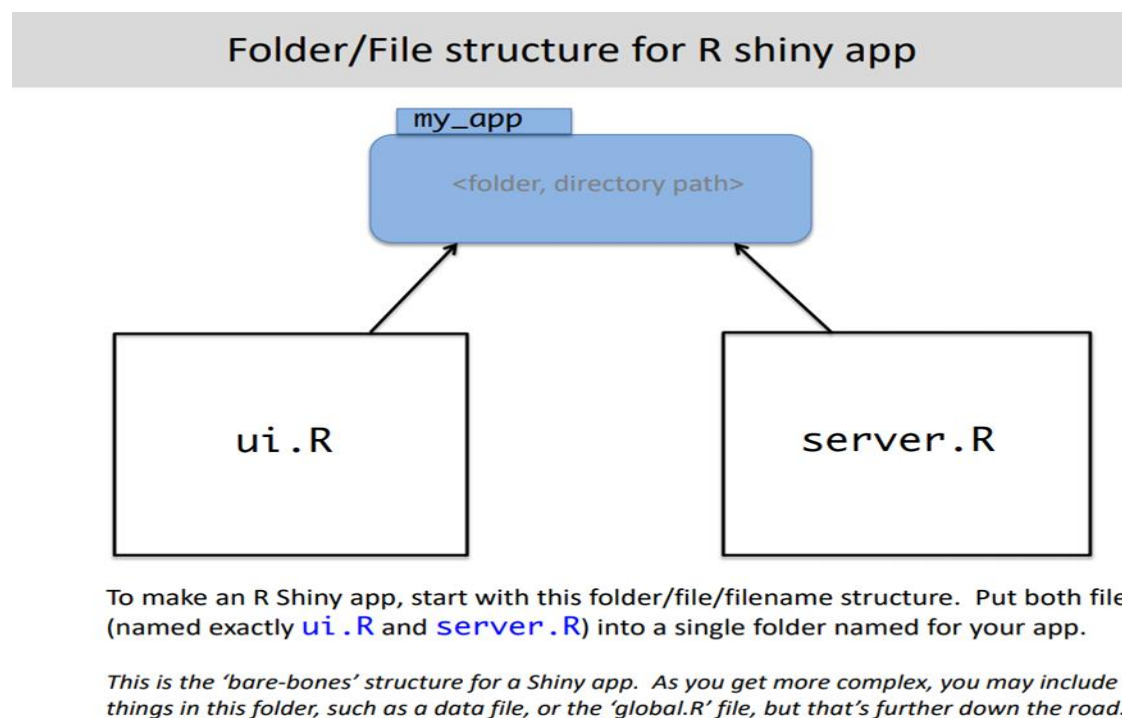 Folder/File structure for R shiny app
my_app
<folder, directory path>
ui.R
server.R
To make an R Shiny app, start with this folder/file/filename structure. Put both file
(named exactly ui.R and server.R) into a single folder named for your app.
This is the ‘bare-bones’ structure for a Shiny app. As you get more complex, you may include
things in this folder, such as a data file, or the ‘global.R’ file, but that’s further down the road.